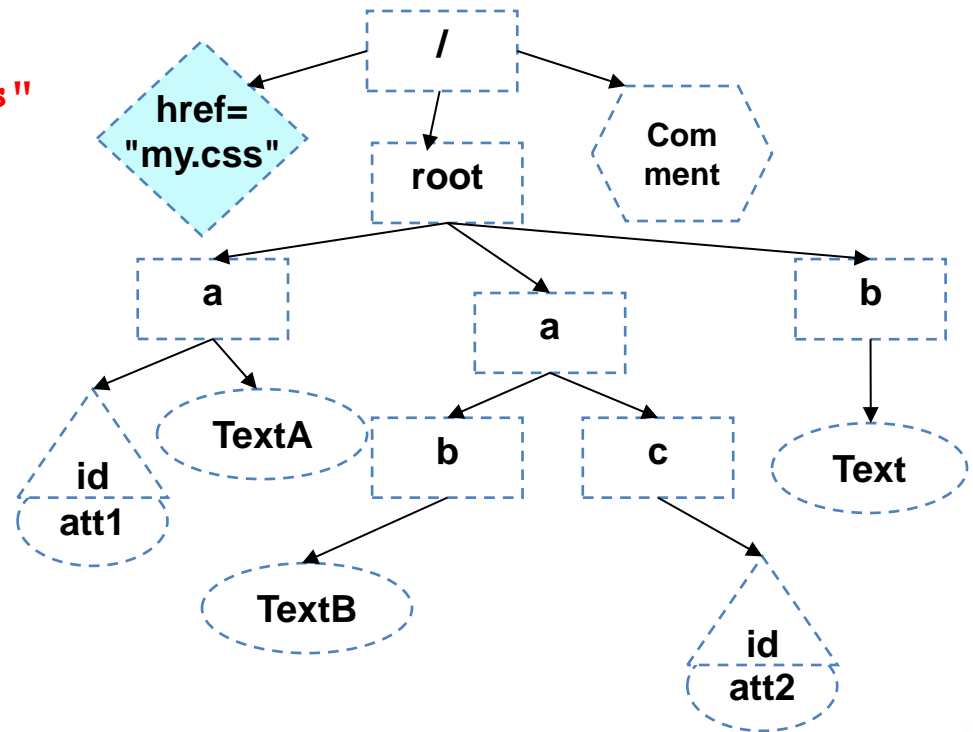 s"
/
href=
"my.css"
Com
ment
root
a
a
b
id
att1
TextA
b
c
Text
TextB
id
att2